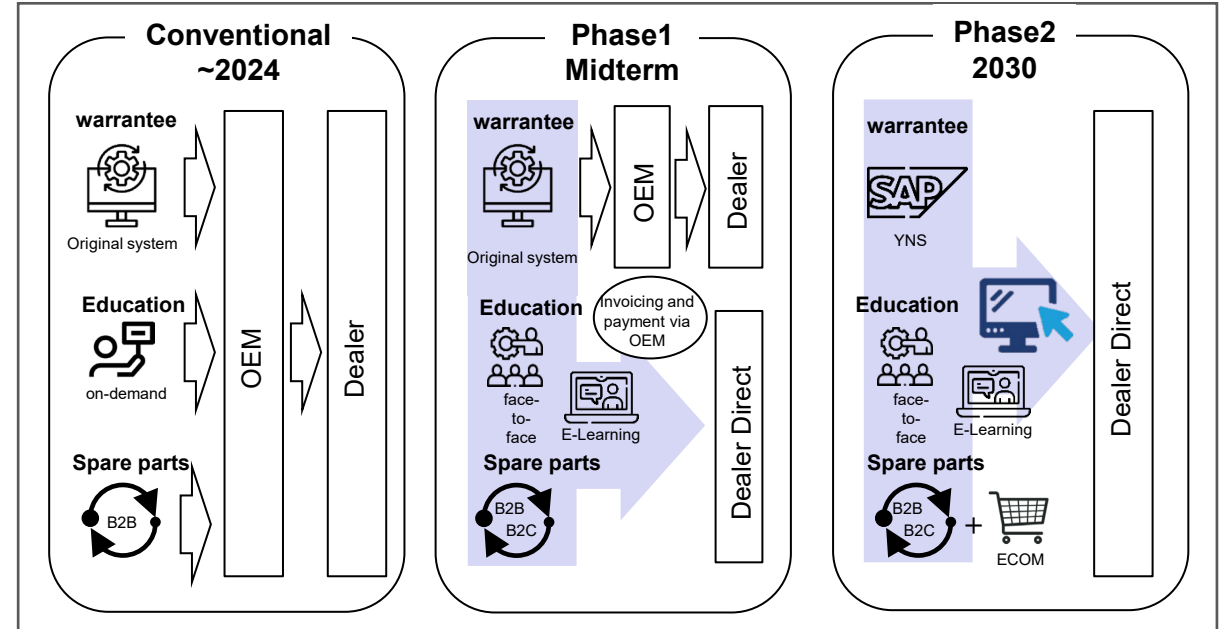 Conventional
~2024
warrantee
Original system
Education
on-demand
Spare parts
B2B
OEM
Dealer
Phase1
Midterm
warrantee
Original system
OEM
Dealer
Invoicing and
payment via
OEM
Education
face-
to-
face
E-Learning
Spare parts
B2B
B2C
Dealer Direct
Phase2
2030
warrantee
SAP
YNS
Education
face-
to-
face
E-Learning
Spare parts
B2B
B2C
+
ECOM
Dealer Direct